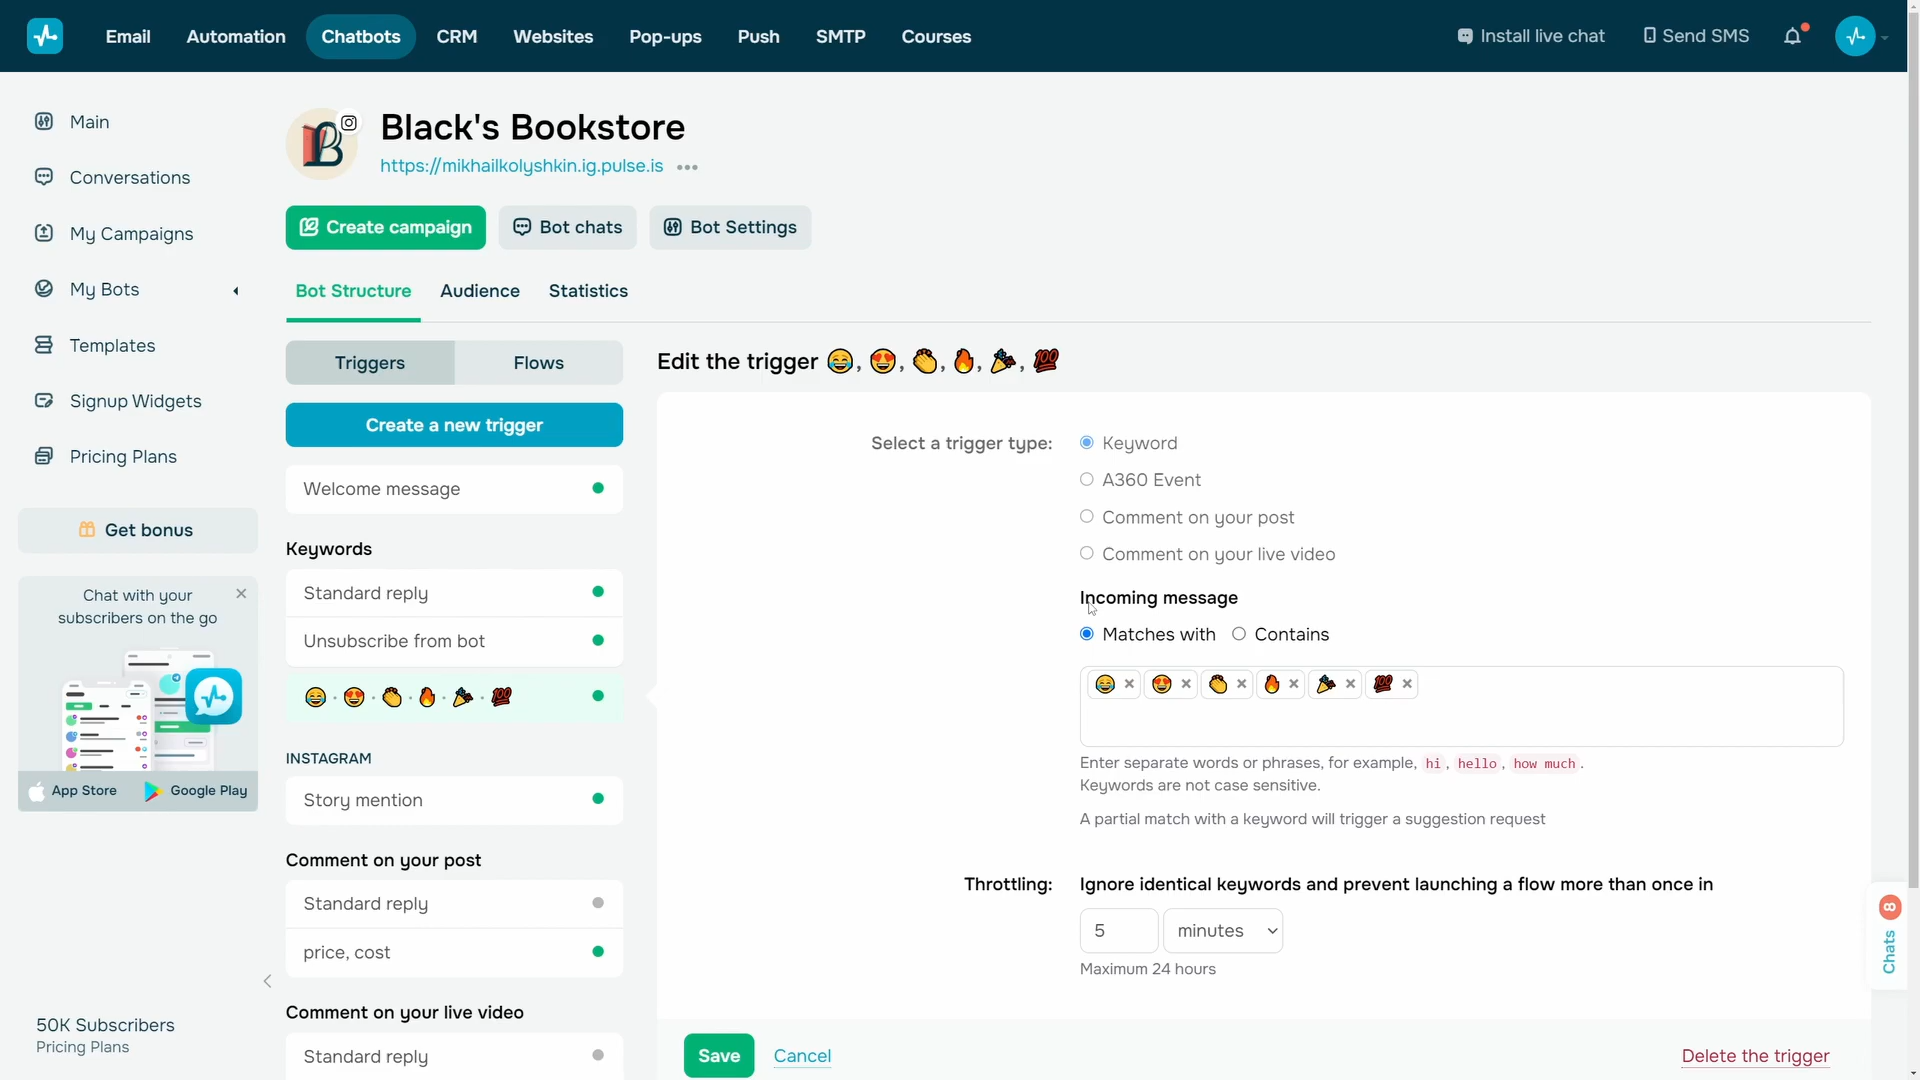 Email Automation Chatbots CRM Websites Pop-ups Push SMTP Courses Install live chat Send SMS
Main
Conversations
My Campaigns
My Bots
Templates
Signup Widgets
Pricing Plans
Get bonus
Chat with your
subscribers on the go
App Store Google Play
50K Subscribers
Pricing Plans
B
Black's Bookstore
https://mikhailkolyshkin.ig.pulse.is
Create campaign Bot chats Bot Settings
Bot Structure Audience Statistics
Triggers Flows
Create a new trigger
Welcome message
Keywords
Standard reply
Unsubscribe from bot
😂 · 😍 · 👏 · 🔥 · 🎉 · 💯
INSTAGRAM
Story mention
Comment on your post
Standard reply
price, cost
Comment on your live video
Standard reply
Edit the trigger 😂, 😍, 👏, 🔥, 🎉, 💯
Select a trigger type: Keyword
A360 Event
Comment on your post
Comment on your live video
Incoming message
Matches with Contains
😂 × 😍 × 👏 × 🔥 × 🎉 × 💯 ×
Enter separate words or phrases, for example, hi, hello, how much.
Keywords are not case sensitive.
A partial match with a keyword will trigger a suggestion request
Throttling: Ignore identical keywords and prevent launching a flow more than once in
5 minutes
Maximum 24 hours
Save Cancel Delete the trigger
Chats 8